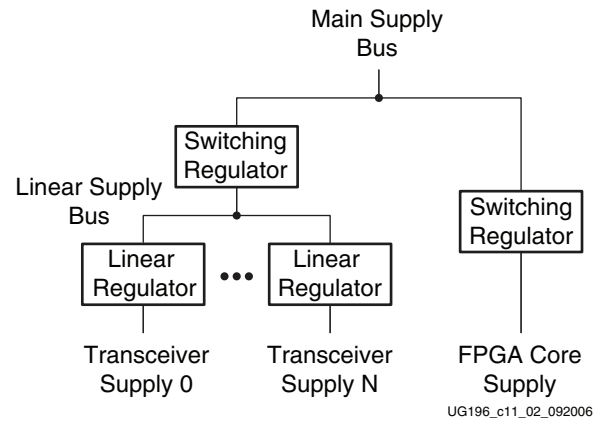 Main Supply
Bus
Switching
Regulator
Linear Supply
Bus
Switching
Regulator
Linear
Regulator
Linear
Regulator
Transceiver
Supply 0
Transceiver
Supply N
FPGA Core
Supply
UG196_c11_02_092006